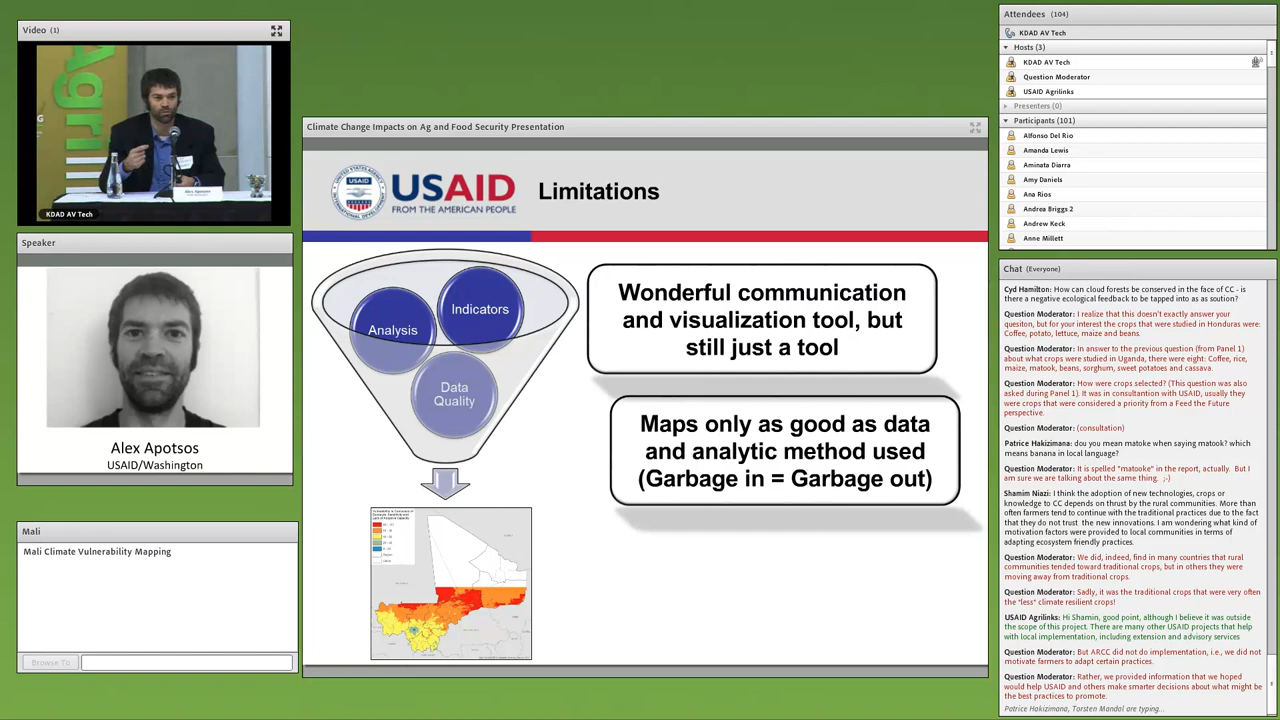 Video (1)
Agri
Alex Apotsos
KDAD AV Tech
Speaker
Alex Apotsos
USAID/Washington
Mali
Mali Climate Vulnerability Mapping
Browse To
Climate Change Impacts on Ag and Food Security Presentation
USAID
FROM THE AMERICAN PEOPLE
Limitations
Analysis
Indicators
Data
Quality
Wonderful communication
and visualization tool, but
still just a tool
Maps only as good as data
and analytic method used
(Garbage in = Garbage out)
Attendees (104)
KDAD AV Tech
Hosts (3)
KDAD AV Tech
Question Moderator
USAID Agrilinks
Presenters (0)
Participants (101)
Alfonso Del Rio
Amanda Lewis
Aminata Diarra
Amy Daniels
Ana Rios
Andrea Briggs 2
Andrew Keck
Anne Millett
Chat (Everyone)
Cyd Hamilton: How can cloud forests be conserved in the face of CC - is
there a negative ecological feedback to be tapped into as as soution?
Question Moderator: I realize that this doesn't exactly answer your
quesiton, but for your interest the crops that were studied in Honduras were:
Coffee, potato, lettuce, maize and beans.
Question Moderator: In answer to the previous question (from Panel 1)
about what crops were studied in Uganda, there were eight: Coffee, rice,
maize, matook, beans, sorghum, sweet potatoes and cassava.
Question Moderator: How were crops selected? (This question was also
asked during Panel 1). It was in consultantion with USAID, usually they
were crops that were considered a priority from a Feed the Future
perspective.
Question Moderator: (consultation)
Patrice Hakizimana: dou you mean matoke when saying matook? which
means banana in local language?
Question Moderator: It is spelled "matooke" in the report, actually. But I
am sure we are talking about the same thing. ;-)
Shamim Niazi: I think the adoption of new technologies, crops or
knowledge to CC depends on thrust by the rural communities. More than
often farmers tend to continue with the traditional practices due to the fact
that they do not trust the new innovations. I am wondering what kind of
motivation factors were provided to local communities in terms of
adapting ecosystem friendly practices.
Question Moderator: We did, indeed, find in many countries that rural
communities tended toward traditional crops, but in others they were
moving away from traditional crops.
Question Moderator: Sadly, it was the traditional crops that were very often
the "less" climate resilient crops!
USAID Agrilinks: Hi Shamin, good point, although I believe it was outside
the scope of this project. There are many other USAID projects that help
with local implementation, including extension and advisory services
Question Moderator: But ARCC did not do implementation, i.e., we did not
motivate farmers to adapt certain practices.
Question Moderator: Rather, we provided information that we hoped
would help USAID and others make smarter decisions about what might be
the best practices to promote.
Patrice Hakizimana, Torsten Mandal are typing...